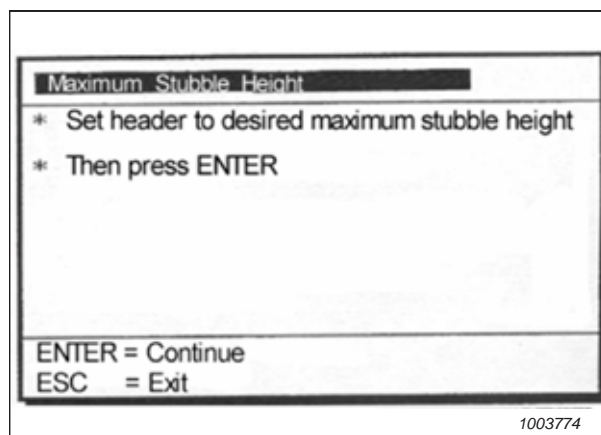 Maximum Stubble Height
* Set header to desired maximum stubble height
* Then press ENTER
ENTER = Continue
ESC = Exit
1003774